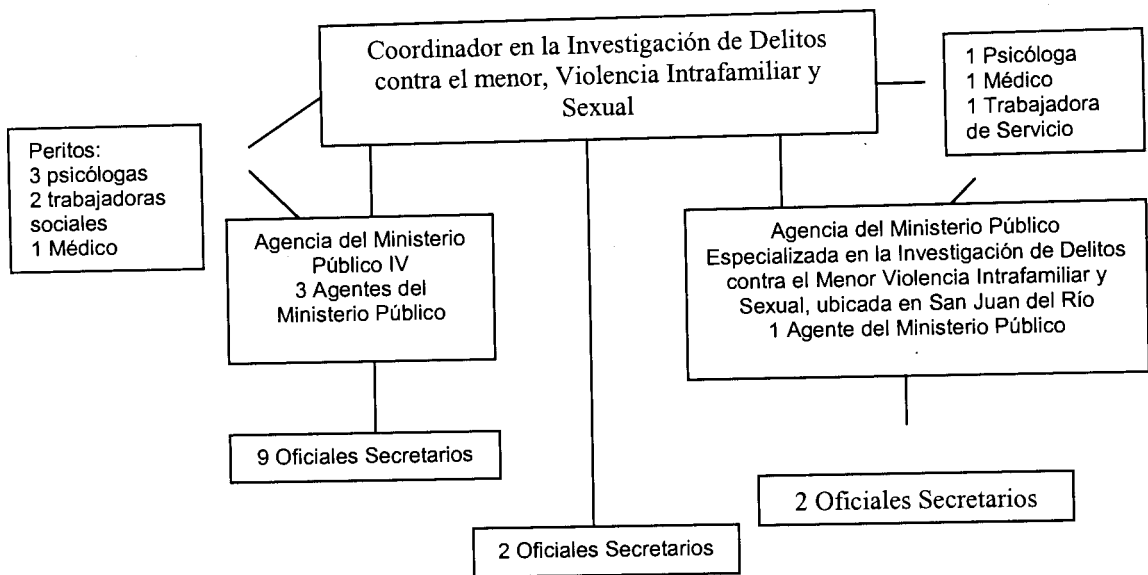 Coordinador en la Investigación de Delitos
contra el menor, Violencia Intrafamiliar y
Sexual
1 Psicóloga
1 Médico
1 Trabajadora
de Servicio
Peritos:
3 psicólogas
2 trabajadoras
sociales
1 Médico
Agencia del Ministerio
Público IV
3 Agentes del
Ministerio Público
Agencia del Ministerio Público
Especializada en la Investigación de Delitos
contra el Menor Violencia Intrafamiliar y
Sexual, ubicada en San Juan del Río
1 Agente del Ministerio Público
9 Oficiales Secretarios
2 Oficiales Secretarios
2 Oficiales Secretarios